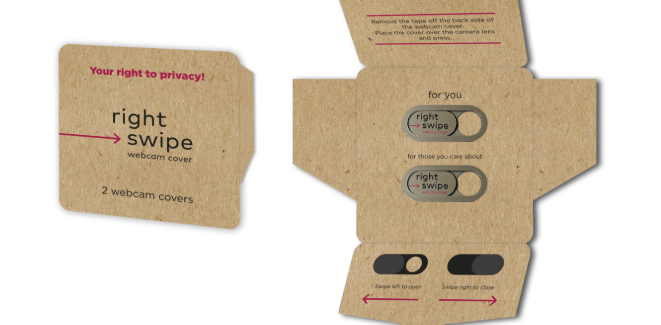 Your right to privacy!
right
swipe
webcam cover
2 webcam covers
Remove the tape off the back side of
the webcam cover.
Place the cover over the camera lens
and press.
for you
right
swipe
for those you care about
right
swipe
Swipe left to open
Swipe right to close